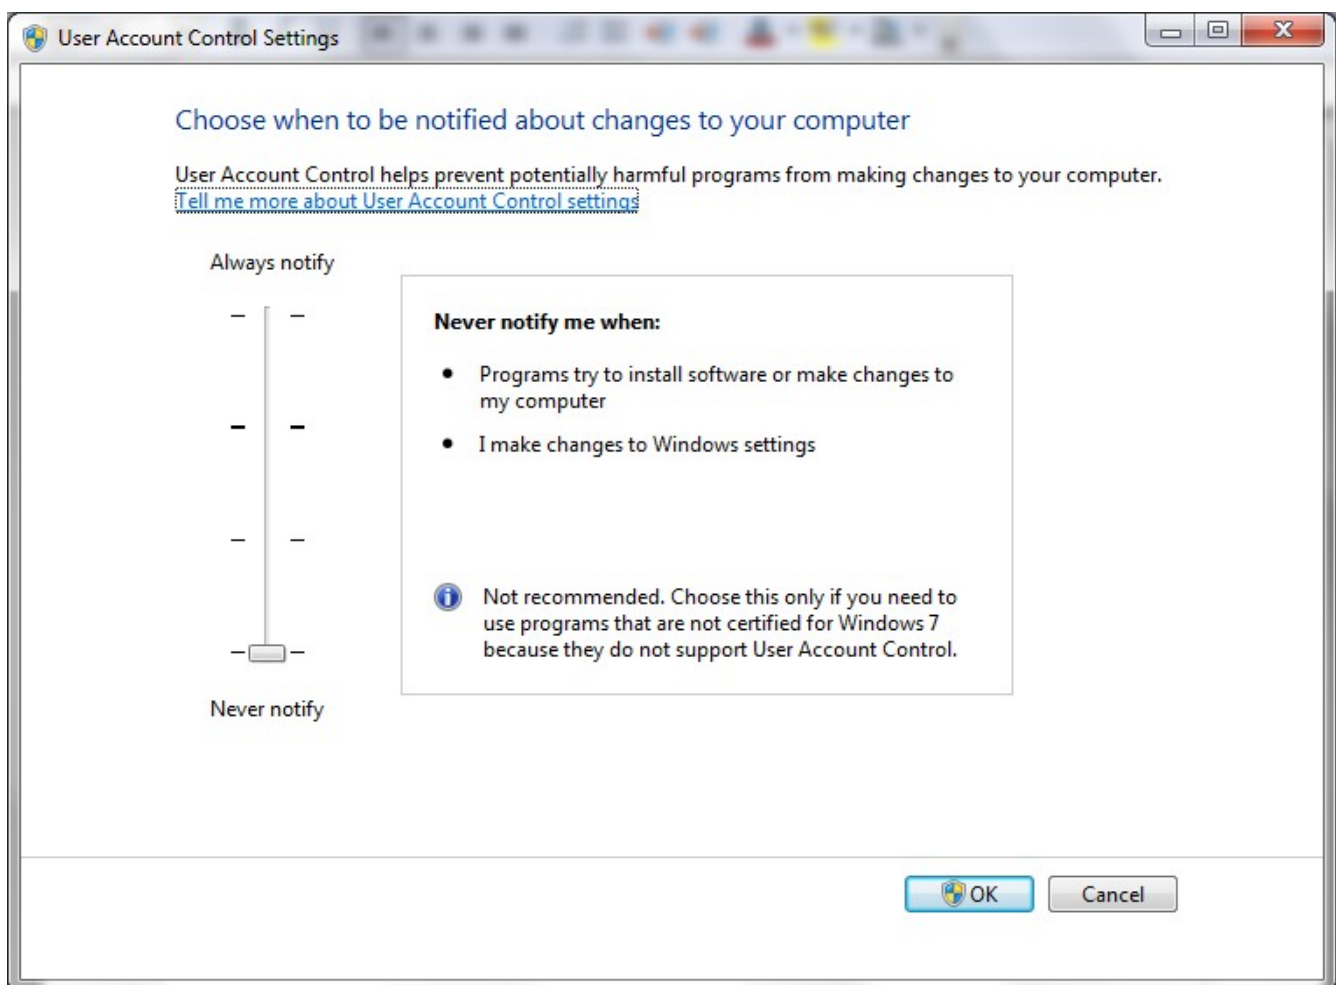 User Account Control Settings
Choose when to be notified about changes to your computer
User Account Control helps prevent potentially harmful programs from making changes to your computer.
Tell me more about User Account Control settings
Always notify
Never notify me when:
• Programs try to install software or make changes to
my computer
• I make changes to Windows settings
Not recommended. Choose this only if you need to
use programs that are not certified for Windows 7
because they do not support User Account Control.
Never notify
OK
Cancel